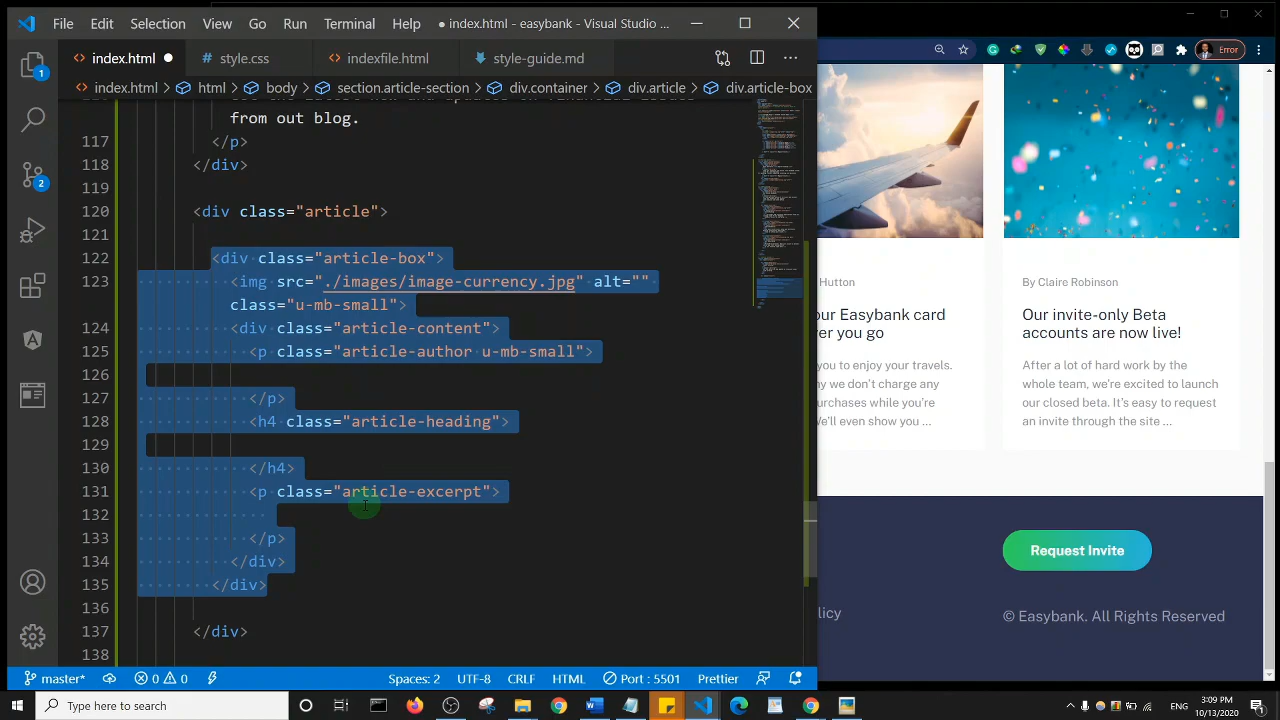 File Edit Selection View Go Run Terminal Help ● index.html - easybank - Visual Studio ...
index.html ● # style.css <> indexfile.html style-guide.md ...
<> index.html > html > body > section.article-section > div.container > div.article > div.article-box
from out blog.
117 </p>
118 </div>
119
120 <div class="article">
121
122 <div class="article-box">
123 <img src="./images/image-currency.jpg" alt=""
class="u-mb-small">
124 <div class="article-content">
125 <p class="article-author u-mb-small">
126
127 </p>
128 <h4 class="article-heading">
129
130 </h4>
131 <p class="article-excerpt">
132
133 </p>
134 </div>
135 </div>
136
137 </div>
138
1
2
master* 0 0 Spaces: 2 UTF-8 CRLF HTML Port : 5501 Prettier
Error
Hutton
our Easybank card
er you go
you to enjoy your travels.
y we don't charge any
urchases while you're
We'll even show you ...
By Claire Robinson
Our invite-only Beta
accounts are now live!
After a lot of hard work by the
whole team, we're excited to launch
our closed beta. It's easy to request
an invite through the site ...
Request Invite
licy
© Easybank. All Rights Reserved
Type here to search
ENG
3:09 PM
10/13/2020
1